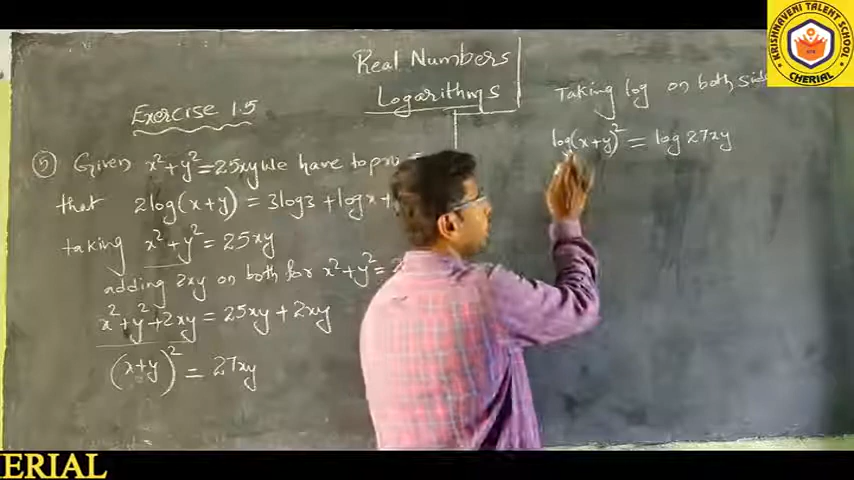 Real Numbers
Logarithms
Exercise 1.5
5 Given x²+y²=25xy We have to prove
that 2log(x+y) = 3log3+logx+
taking x²+y² = 25xy
adding 2xy on both for x²+y² =
x²+y²+2xy = 25xy + 2xy
(x+y)² = 27xy
Taking log on both side
log(x+y)² = log 27xy
KRISHNAVENI TALENT SCHOOL
CHERIAL
ERIAL